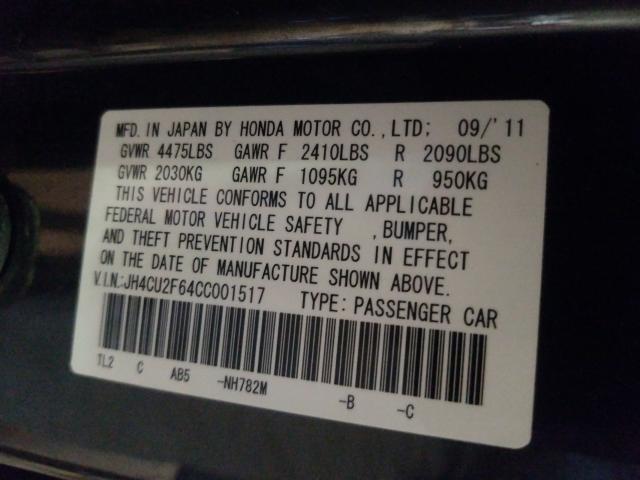 MFD. IN JAPAN BY HONDA MOTOR CO., LTD; 09/'11
GVWR 4475LBS GAWR F 2410LBS R 2090LBS
GVWR 2030KG GAWR F 1095KG R 950KG
THIS VEHICLE CONFORMS TO ALL APPLICABLE
FEDERAL MOTOR VEHICLE SAFETY , BUMPER,
AND THEFT PREVENTION STANDARDS IN EFFECT
ON THE DATE OF MANUFACTURE SHOWN ABOVE.
V.I.N.:JH4CU2F64CC001517 TYPE: PASSENGER CAR
TL2 C AB5 -NH782M -B -C